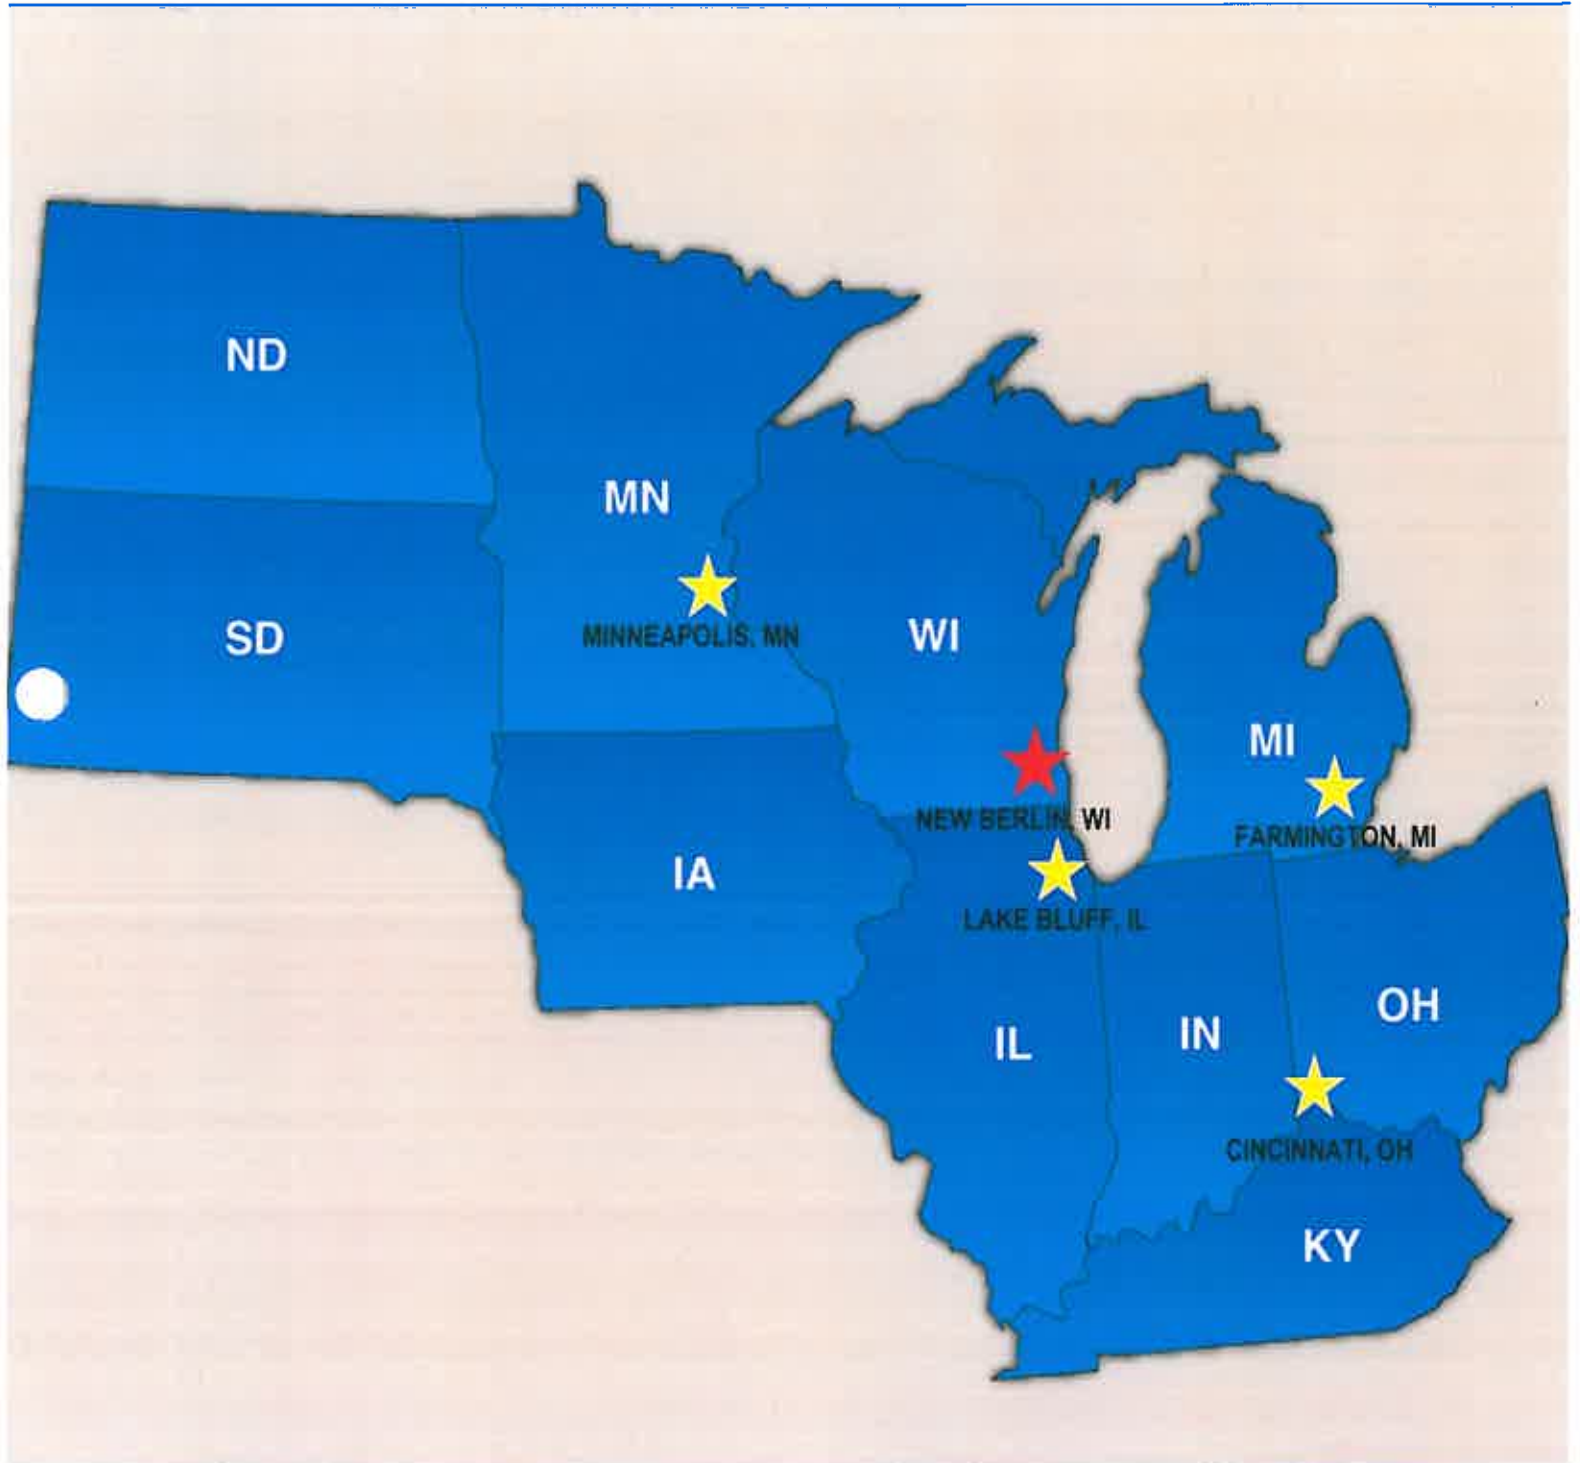 ND
MN
SD
MINNEAPOLIS, MN
WI
MI
NEW BERLIN, WI
FARMINGTON, MI
IA
LAKE BLUFF, IL
OH
IL
IN
CINCINNATI, OH
KY